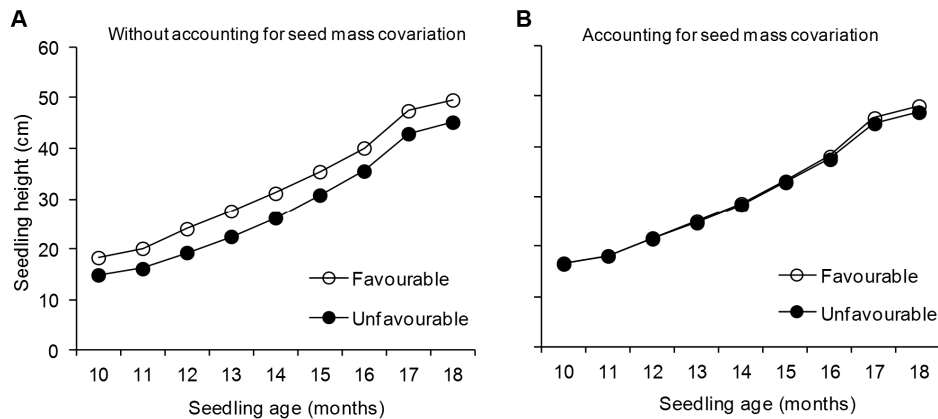 A
Without accounting for seed mass covariation
60
50
40
30
20
10
0
Seedling height (cm)
Favourable
Unfavourable
10 11 12 13 14 15 16 17 18
Seedling age (months)
B
Accounting for seed mass covariation
Favourable
Unfavourable
10 11 12 13 14 15 16 17 18
Seedling age (months)